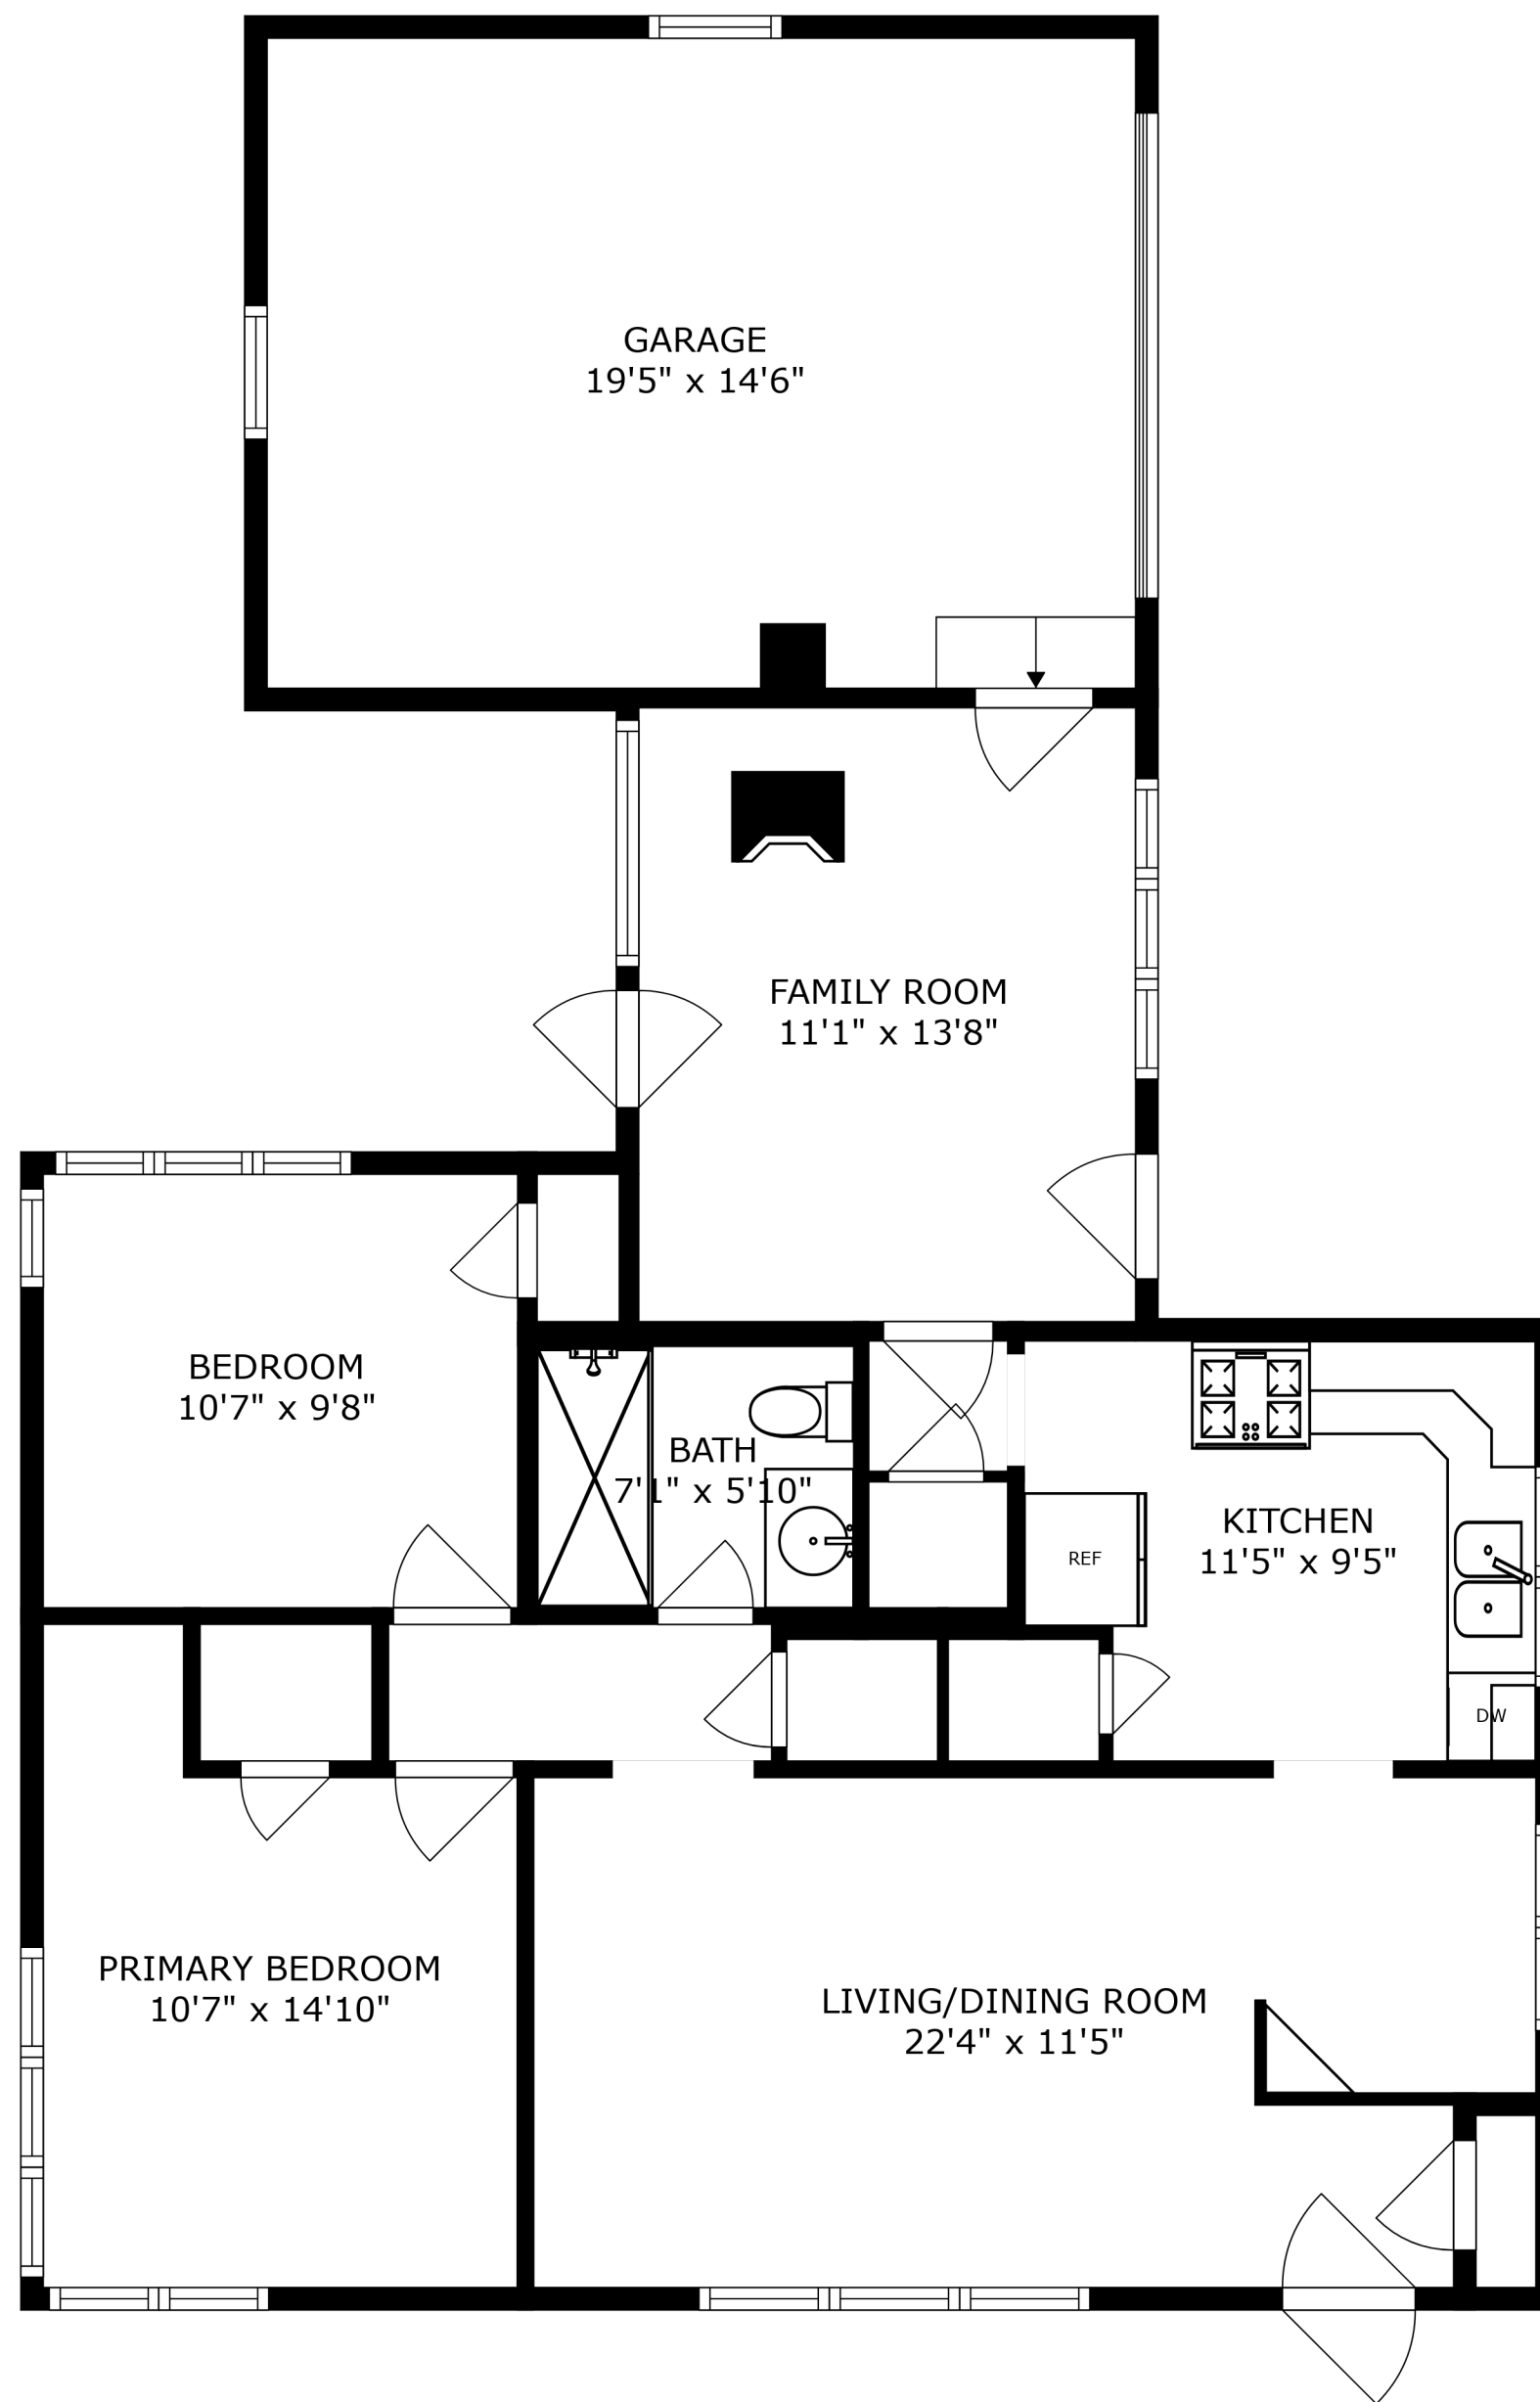 GARAGE
19'5" x 14'6"
FAMILY ROOM
11'1" x 13'8"
BEDROOM
10'7" x 9'8"
BATH
7'1" x 5'10"
KITCHEN
11'5" x 9'5"
REF
DW
PRIMARY BEDROOM
10'7" x 14'10"
LIVING/DINING ROOM
22'4" x 11'5"